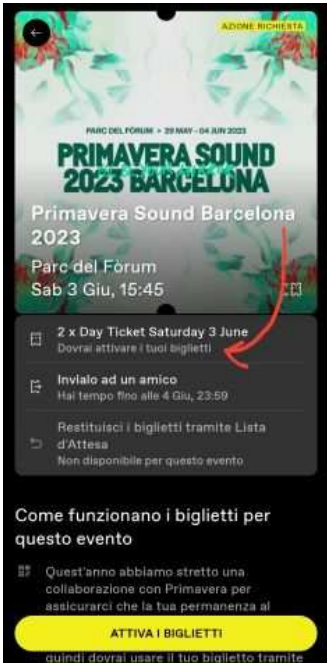 AZIONE RICHIESTA
PARC DEL FÒRUM • 29 MAY - 04 JUN 2023
PRIMAVERA SOUND
2023 BARCELONA
Primavera Sound Barcelona
2023
Parc del Fòrum
Sab 3 Giu, 15:45
2 x Day Ticket Saturday 3 June
Dovrai attivare i tuoi biglietti
Invialo ad un amico
Hai tempo fino alle 4 Giu, 23:59
Restituisci i biglietti tramite Lista
d'Attesa
Non disponibile per questo evento
Come funzionano i biglietti per
questo evento
Quest'anno abbiamo stretto una
collaborazione con Primavera per
assicurarci che la tua permanenza al
ATTIVA I BIGLIETTI
quindi dovrai usare il tuo biglietto tramite